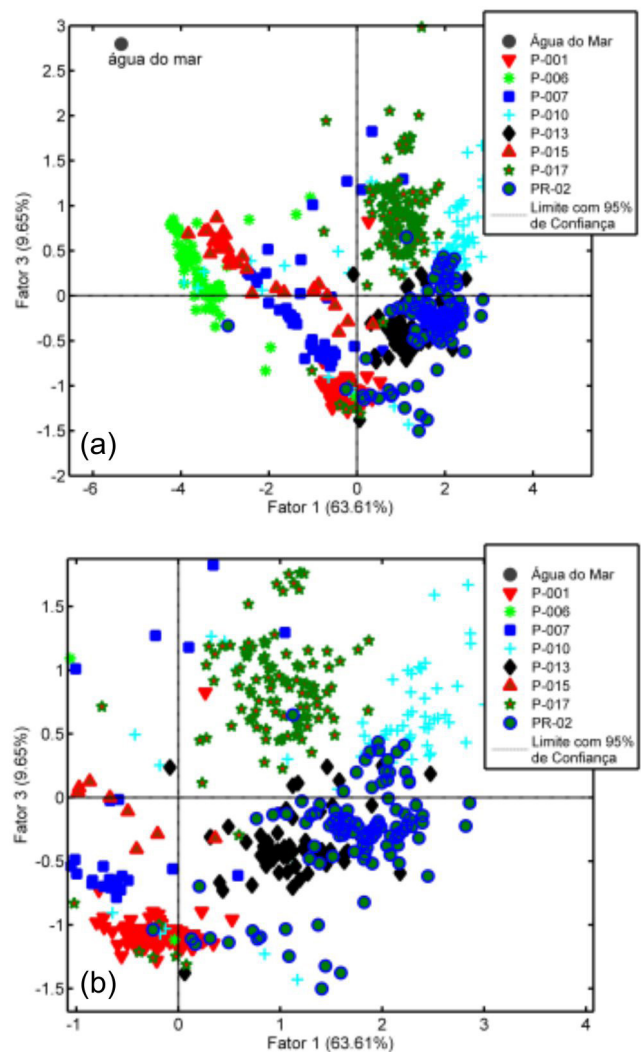 3
2.5
2
1.5
1
0.5
0
-0.5
-1
-1.5
-2
Fator 3 (9.65%)
água do mar
(a)
-6 -4 -2 0 2 4
Fator 1 (63.61%)
Água do Mar
P-001
P-006
P-007
P-010
P-013
P-015
P-017
PR-02
Limite com 95%
de Confiança
1.5
1
0.5
0
-0.5
-1
-1.5
Fator 3 (9.65%)
(b)
-1 0 1 2 3 4
Fator 1 (63.61%)
Água do Mar
P-001
P-006
P-007
P-010
P-013
P-015
P-017
PR-02
Limite com 95%
de Confiança